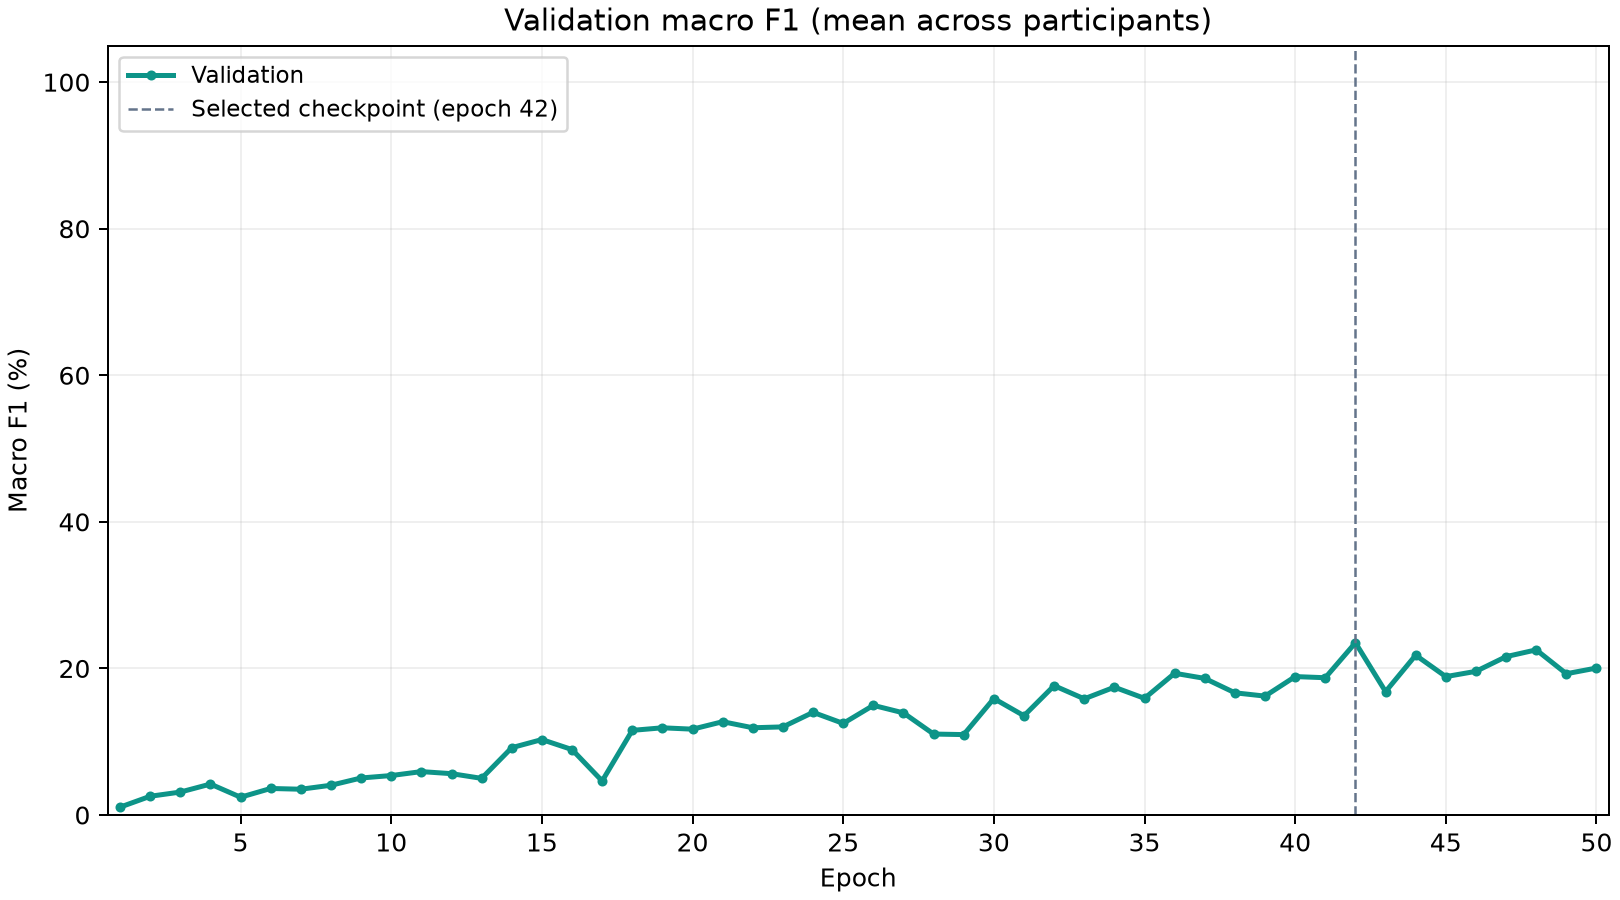 Validation macro F1 (mean across participants)
Validation
Selected checkpoint (epoch 42)
Macro F1 (%)
100
80
60
40
20
0
5 10 15 20 25 30 35 40 45 50
Epoch